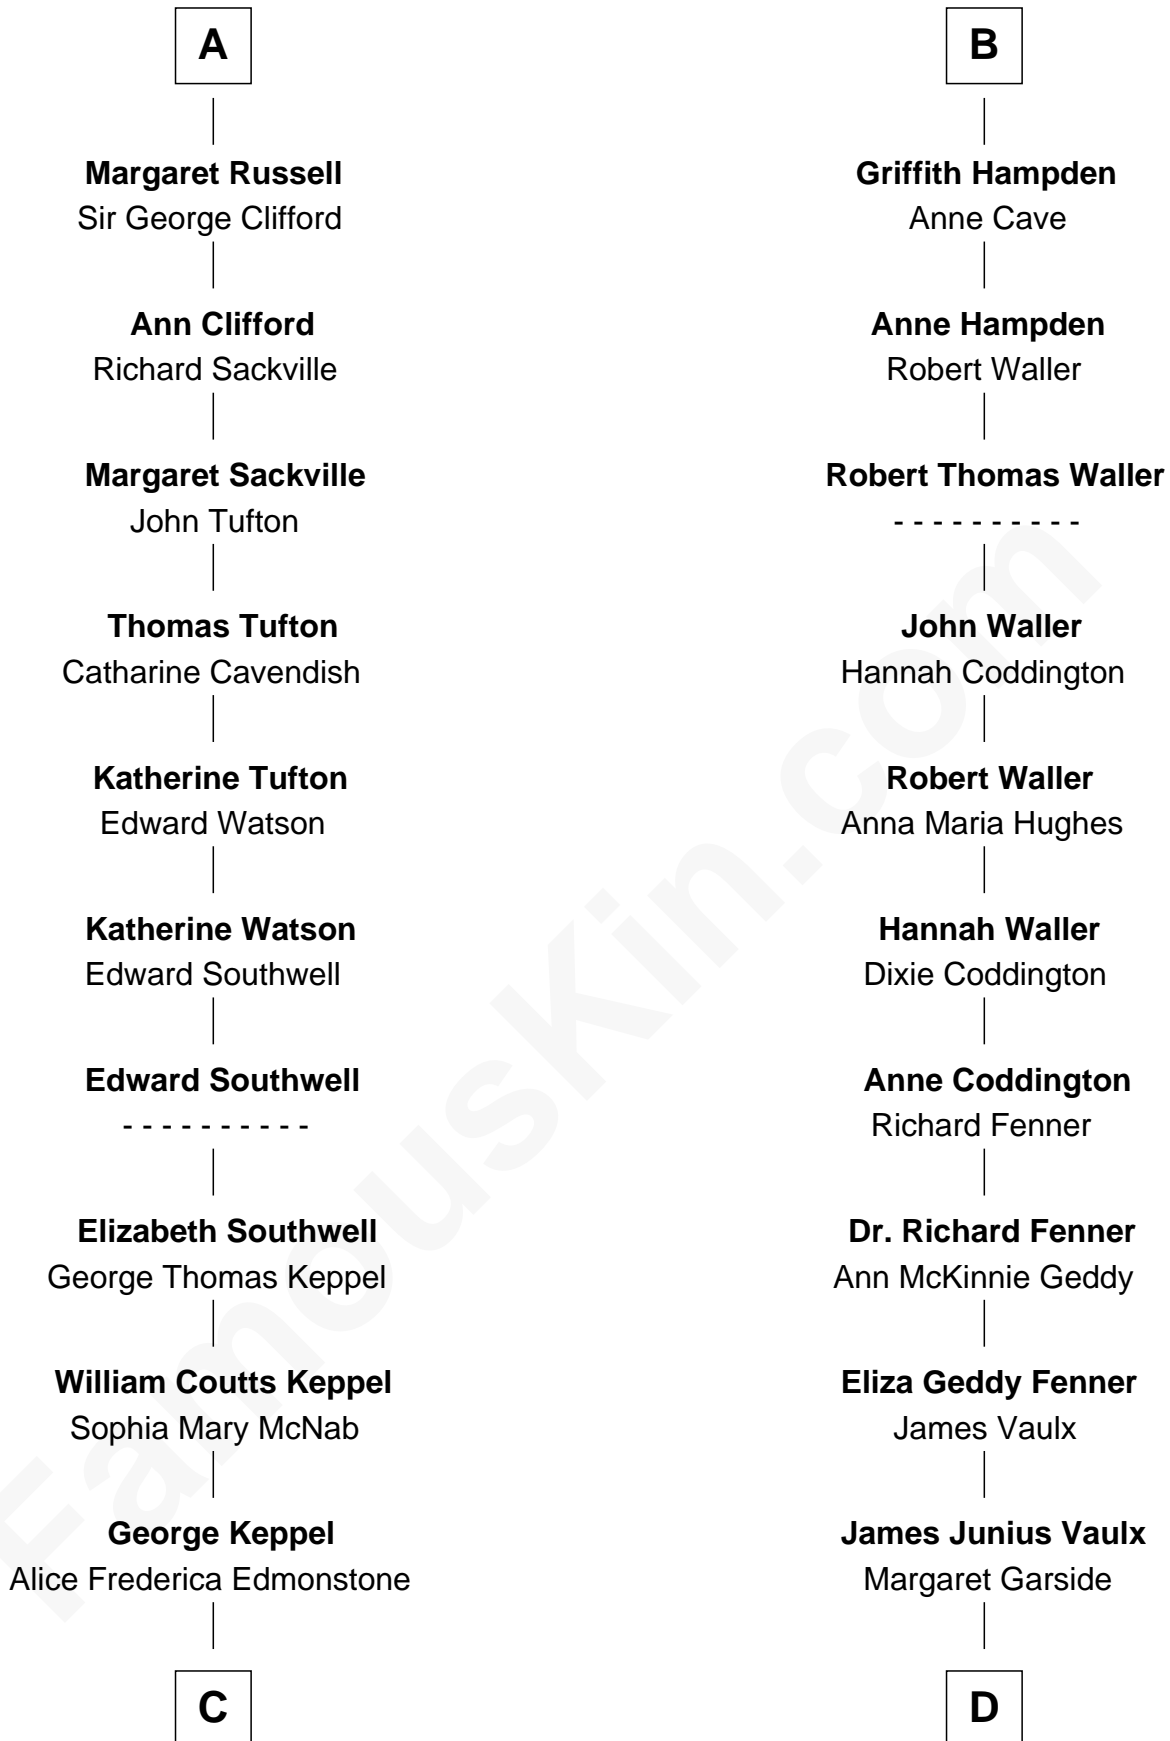 A
Margaret Russell
Sir George Clifford
Ann Clifford
Richard Sackville
Margaret Sackville
John Tufton
Thomas Tufton
Catharine Cavendish
Katherine Tufton
Edward Watson
Katherine Watson
Edward Southwell
Edward Southwell
- - - - - - - - - -
Elizabeth Southwell
George Thomas Keppel
William Coutts Keppel
Sophia Mary McNab
George Keppel
Alice Frederica Edmonstone
C
B
Griffith Hampden
Anne Cave
Anne Hampden
Robert Waller
Robert Thomas Waller
- - - - - - - - - -
John Waller
Hannah Coddington
Robert Waller
Anna Maria Hughes
Hannah Waller
Dixie Coddington
Anne Coddington
Richard Fenner
Dr. Richard Fenner
Ann McKinnie Geddy
Eliza Geddy Fenner
James Vaulx
James Junius Vaulx
Margaret Garside
D
FamousKin.com